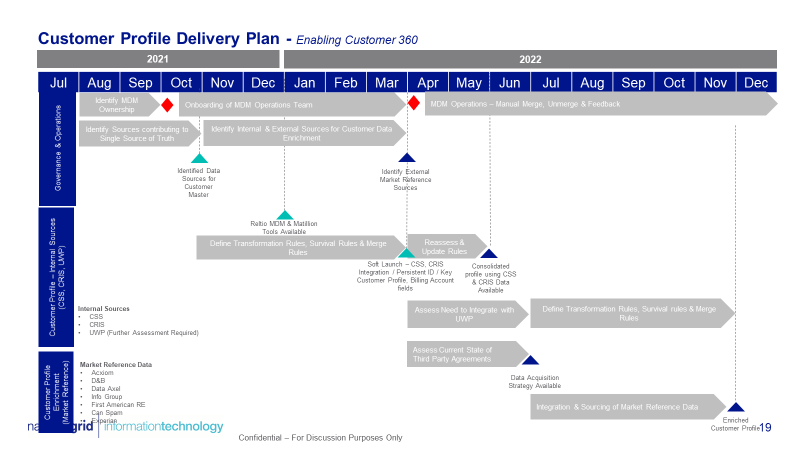 Customer Profile Delivery Plan - Enabling Customer 360
2021
2022
Jul Aug Sep Oct Nov Dec Jan Feb Mar Apr May Jun Jul Aug Sep Oct Nov Dec
Governance & Operations
Identify MDM
Ownership
Onboarding of MDM Operations Team
MDM Operations – Manual Merge, Unmerge & Feedback
Identify Sources contributing to
Single Source of Truth
Identify Internal & External Sources for Customer Data
Enrichment
Identified Data
Sources for
Customer
Master
Identify External
Market Reference
Sources
Customer Profile – Internal Sources
(CSS, CRIS, UWP)
Reltio MDM & Matillion
Tools Available
Define Transformation Rules, Survival Rules & Merge
Rules
Reassess &
Update Rules
Soft Launch – CSS, CRIS
Integration / Persistent ID / Key
Customer Profile, Billing Account
fields
Consolidated
profile using CSS
& CRIS Data
Available
Internal Sources
• CSS
• CRIS
• UWP (Further Assessment Required)
Assess Need to Integrate with
UWP
Define Transformation Rules, Survival rules & Merge
Rules
Customer Profile
Enrichment
(Market Reference)
Market Reference Data
• Acxiom
• D&B
• Data Axel
• Info Group
• First American RE
• Can Spam
• Experian
Assess Current State of
Third Party Agreements
Data Acquisition
Strategy Available
Integration & Sourcing of Market Reference Data
Enriched
Customer Profile
grid informationtechnology
Confidential – For Discussion Purposes Only
19